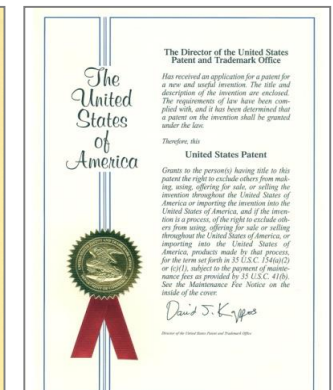 The
United
States
of
America
The Director of the United States
Patent and Trademark Office
Has received an application for a patent for
a new and useful invention. The title and
description of the invention are enclosed.
The requirements of law have been com-
plied with, and it has been determined that
a patent on the invention shall be granted
under the law.
Therefore, this
United States Patent
Grants to the person(s) having title to this
patent the right to exclude others from mak-
ing, using, offering for sale, or selling the
invention throughout the United States of
America or importing the invention into the
United States of America, and if the inven-
tion is a process, of the right to exclude oth-
ers from using, offering for sale or selling
throughout the United States of America, or
importing into the United States of
America, products made by that process,
for the term set forth in 35 U.S.C. 154(a)(2)
or (c)(1), subject to the payment of mainte-
nance fees as provided by 35 U.S.C. 41(b).
See the Maintenance Fee Notice on the
inside of the cover.
David J. Kappos
Director of the United States Patent and Trademark Office